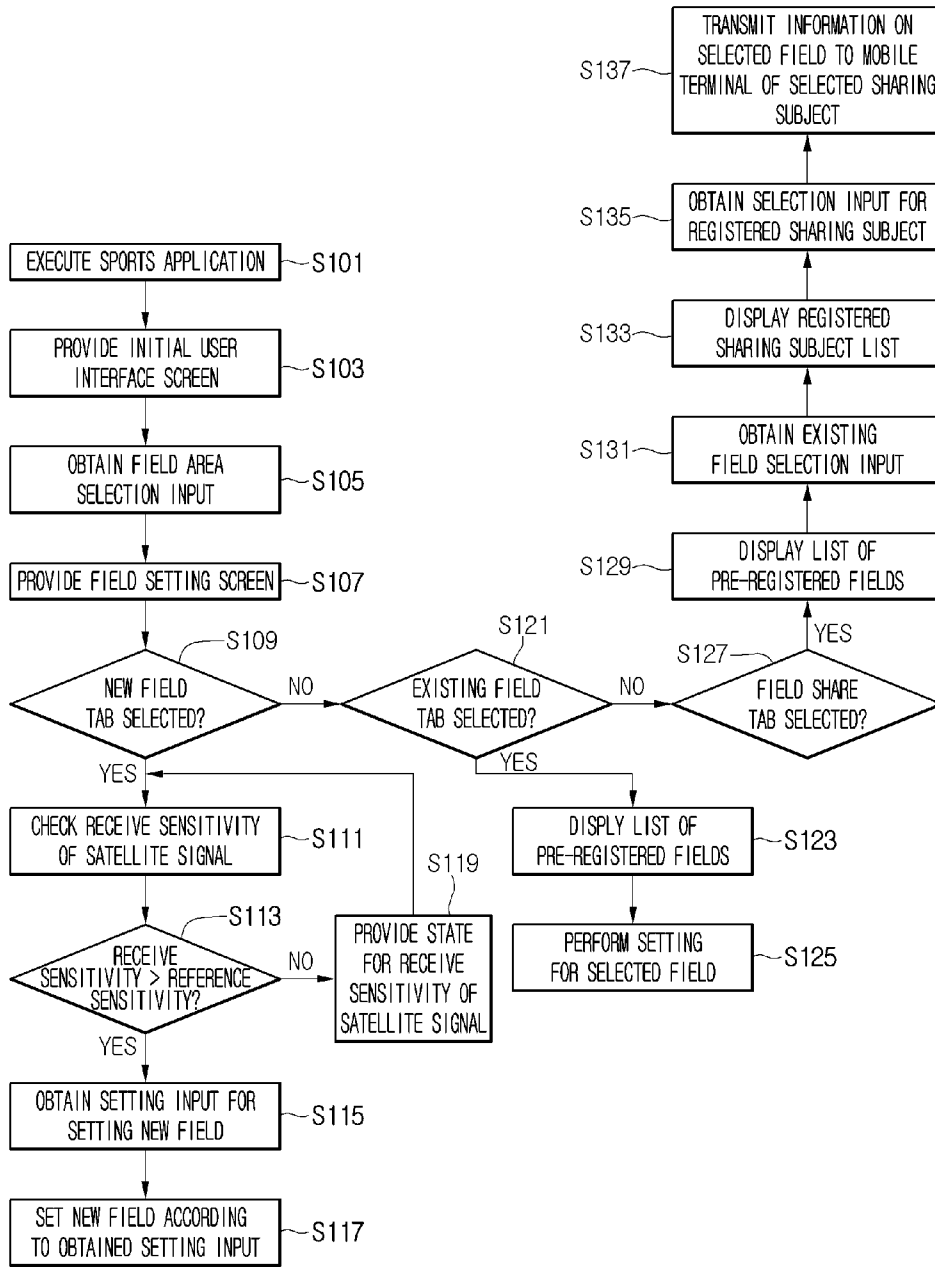 EXECUTE SPORTS APPLICATION
S101
PROVIDE INITIAL USER
INTERFACE SCREEN
S103
OBTAIN FIELD AREA
SELECTION INPUT
S105
PROVIDE FIELD SETTING SCREEN
S107
S109
NEW FIELD
TAB SELECTED?
NO
YES
CHECK RECEIVE SENSITIVITY
OF SATELLITE SIGNAL
S111
S113
RECEIVE
SENSITIVITY > REFERENCE
SENSITIVITY?
NO
YES
S119
PROVIDE STATE
FOR RECEIVE
SENSITIVITY OF
SATELLITE SIGNAL
OBTAIN SETTING INPUT FOR
SETTING NEW FIELD
S115
SET NEW FIELD ACCORDING
TO OBTAINED SETTING INPUT
S117
S121
EXISTING FIELD
TAB SELECTED?
NO
YES
DISPLY LIST OF
PRE-REGISTERED FIELDS
S123
PERFORM SETTING
FOR SELECTED FIELD
S125
S127
FIELD SHARE
TAB SELECTED?
YES
S129
DISPLAY LIST OF
PRE-REGISTERED FIELDS
S131
OBTAIN EXISTING
FIELD SELECTION INPUT
S133
DISPLAY REGISTERED
SHARING SUBJECT LIST
S135
OBTAIN SELECTION INPUT FOR
REGISTERED SHARING SUBJECT
S137
TRANSMIT INFORMATION ON
SELECTED FIELD TO MOBILE
TERMINAL OF SELECTED SHARING
SUBJECT